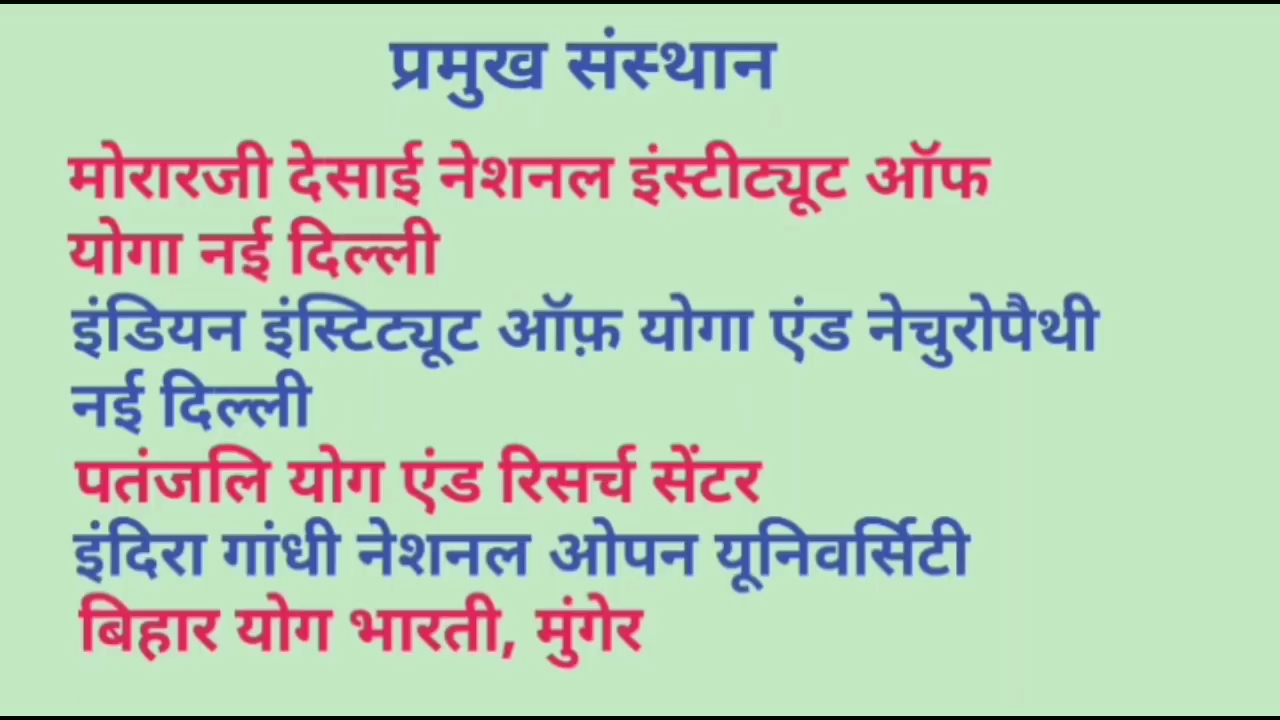 प्रमुख संस्थान
मोरारजी देसाई नेशनल इंस्टीट्यूट ऑफ
योगा नई दिल्ली
इंडियन इंस्टिट्यूट ऑफ़ योगा एंड नेचुरोपैथी
नई दिल्ली
पतंजलि योग एंड रिसर्च सेंटर
इंदिरा गांधी नेशनल ओपन यूनिवर्सिटी
बिहार योग भारती, मुंगेर